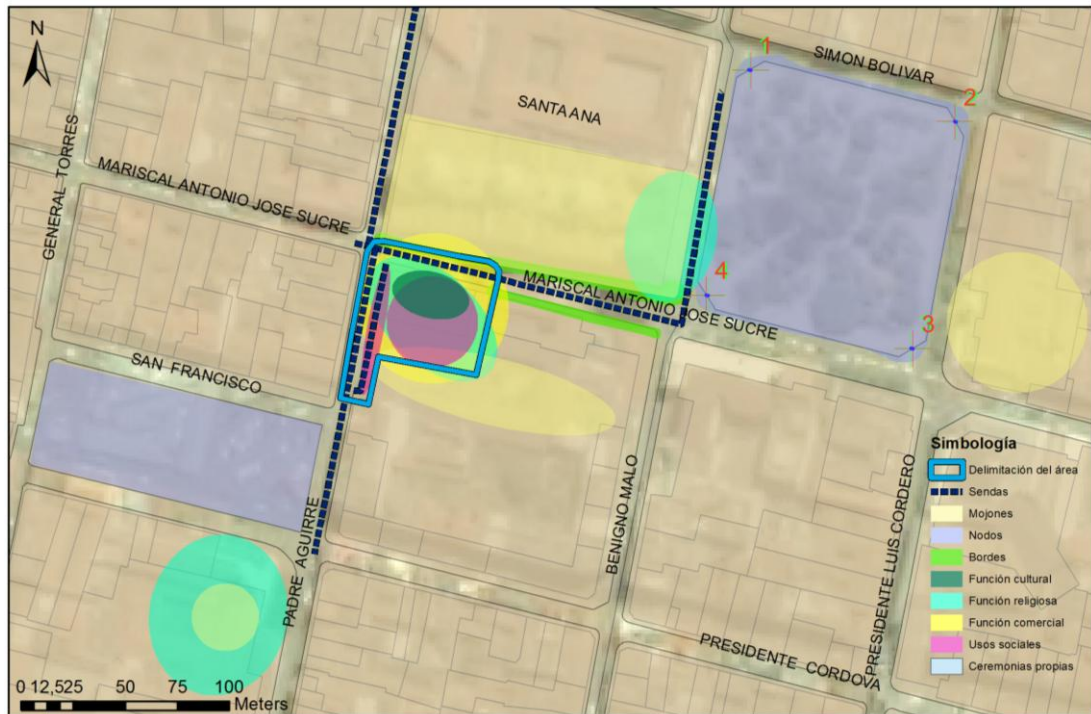 N
1
SIMON BOLIVAR
2
SANTA ANA
GENERAL TORRES
MARISCAL ANTONIO JOSE SUCRE
4
MARISCAL ANTONIO JOSE SUCRE
3
SAN FRANCISCO
PADRE AGUIRRE
BENIGNO MALO
PRESIDENTE LUIS CORDERO
PRESIDENTE CORDOVA
Simbología
Delimitación del área
Sendas
Mojones
Nodos
Bordes
Función cultural
Función religiosa
Función comercial
Usos sociales
Ceremonias propias
0 12,525 50 75 100
Meters